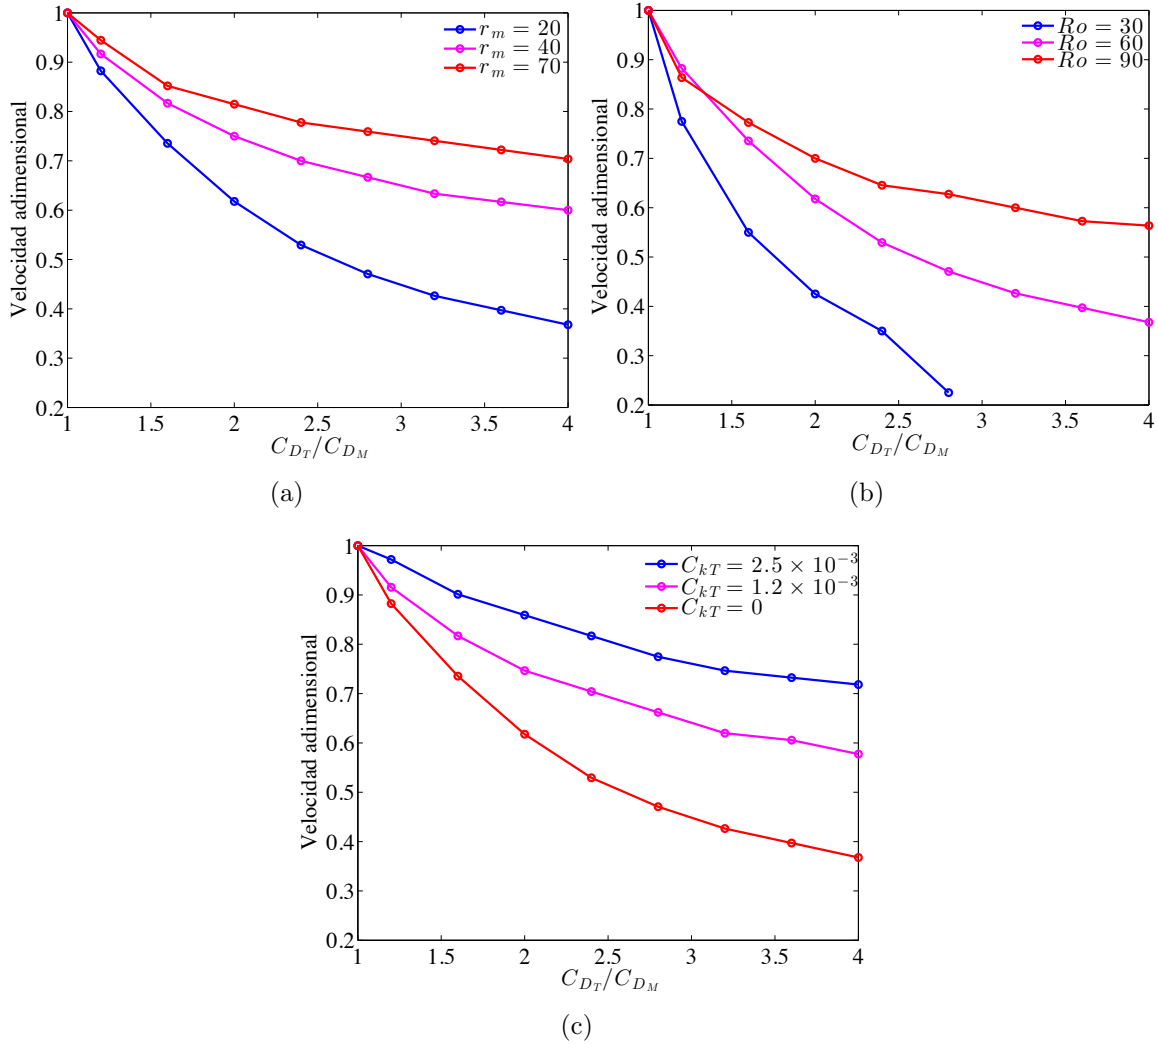 1
0.9
0.8
0.7
0.6
0.5
0.4
0.3
0.2
Velocidad adimensional
r_m = 20
r_m = 40
r_m = 70
1 1.5 2 2.5 3 3.5 4
C_{D_T}/C_{D_M}
(a)
1
0.9
0.8
0.7
0.6
0.5
0.4
0.3
0.2
Velocidad adimensional
Ro = 30
Ro = 60
Ro = 90
1 1.5 2 2.5 3 3.5 4
C_{D_T}/C_{D_M}
(b)
1
0.9
0.8
0.7
0.6
0.5
0.4
0.3
0.2
Velocidad adimensional
C_{kT} = 2.5 × 10^{-3}
C_{kT} = 1.2 × 10^{-3}
C_{kT} = 0
1 1.5 2 2.5 3 3.5 4
C_{D_T}/C_{D_M}
(c)